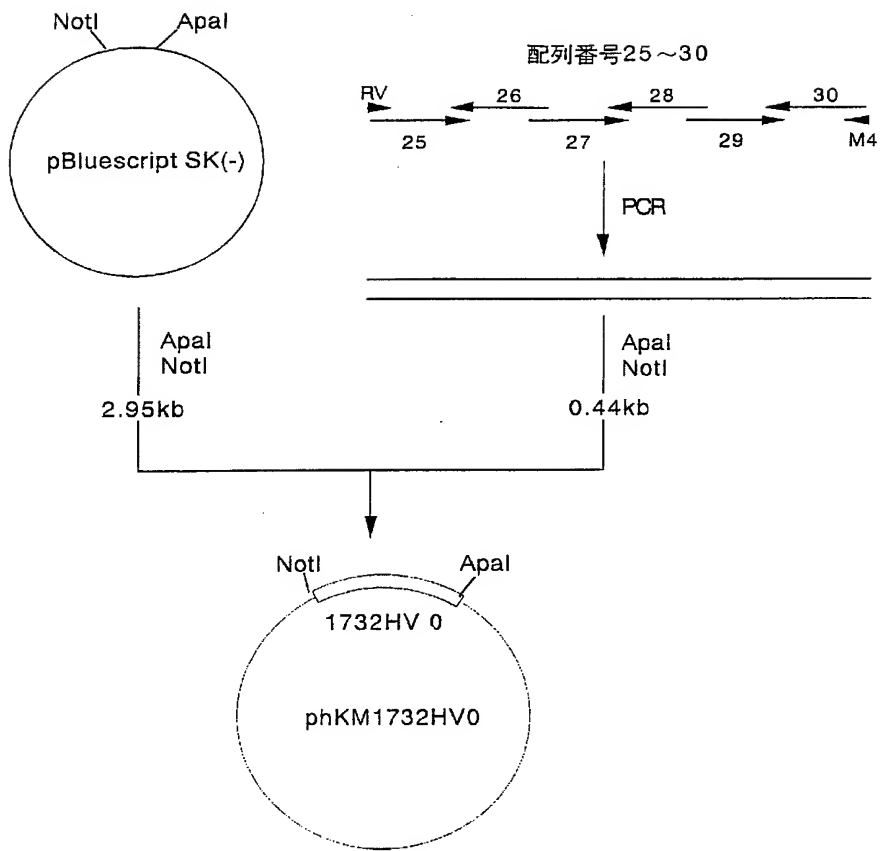 NotI ApaI
pBluescript SK(-)
配列番号25～30
RV 26 28 30
25 27 29 M4
PCR
ApaI
NotI
2.95kb
ApaI
NotI
0.44kb
NotI ApaI
1732HV 0
phKM1732HV0